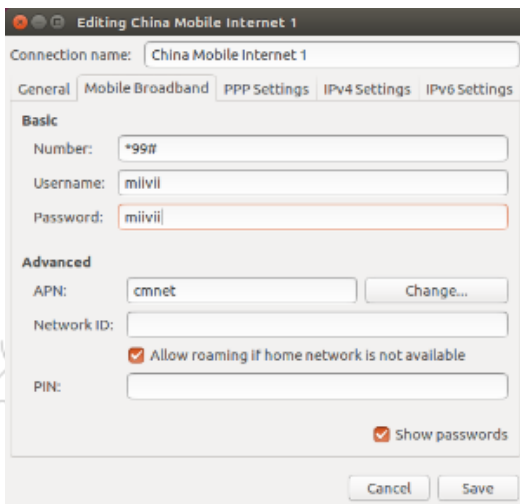 Editing China Mobile Internet 1
Connection name: China Mobile Internet 1
General Mobile Broadband PPP Settings IPv4 Settings IPv6 Settings
Basic
Number: *99#
Username: miivii
Password: miivii
Advanced
APN: cmnet Change...
Network ID:
Allow roaming if home network is not available
PIN:
Show passwords
Cancel Save